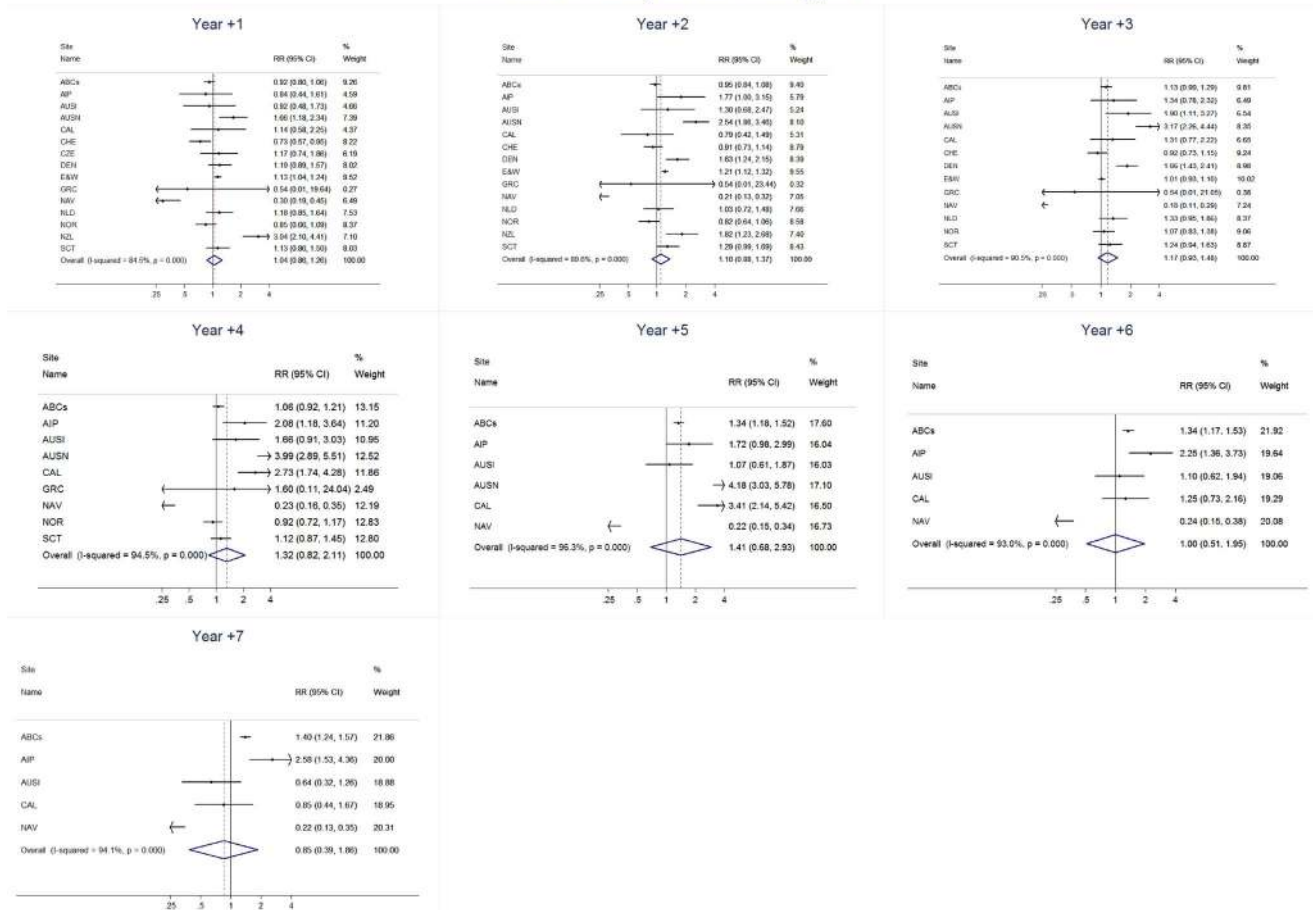 Year +1
Site %
Name RR (95% CI) Weight
ABCs 0.92 (0.80, 1.06) 9.26
AIP 0.84 (0.44, 1.61) 4.59
AUSI 0.92 (0.48, 1.73) 4.66
AUSN 1.66 (1.18, 2.34) 7.39
CAL 1.14 (0.58, 2.25) 4.37
CHE 0.73 (0.57, 0.95) 8.22
CZE 1.17 (0.74, 1.86) 6.19
DEN 1.19 (0.89, 1.57) 8.02
E&W 1.13 (1.04, 1.24) 9.52
GRC 0.54 (0.01, 19.64) 0.27
NAV 0.30 (0.19, 0.45) 6.49
NLD 1.18 (0.85, 1.64) 7.53
NOR 0.85 (0.66, 1.09) 8.37
NZL 3.04 (2.10, 4.41) 7.10
SCT 1.13 (0.86, 1.50) 8.03
Overall (I-squared = 84.6%, p = 0.000) 1.04 (0.86, 1.26) 100.00
.25 .5 1 2 4
Year +2
Site %
Name RR (95% CI) Weight
ABCs 0.95 (0.84, 1.08) 9.40
AIP 1.77 (1.00, 3.15) 5.79
AUSI 1.30 (0.68, 2.47) 5.24
AUSN 2.54 (1.86, 3.46) 8.10
CAL 0.79 (0.42, 1.49) 5.31
CHE 0.91 (0.73, 1.14) 8.79
DEN 1.63 (1.24, 2.15) 8.39
E&W 1.21 (1.12, 1.32) 9.55
GRC 0.54 (0.01, 23.44) 0.32
NAV 0.21 (0.13, 0.32) 7.05
NLD 1.03 (0.72, 1.48) 7.66
NOR 0.82 (0.64, 1.06) 8.58
NZL 1.82 (1.23, 2.68) 7.40
SCT 1.29 (0.99, 1.69) 8.43
Overall (I-squared = 89.6%, p = 0.000) 1.10 (0.88, 1.37) 100.00
.25 .5 1 2 4
Year +3
Site %
Name RR (95% CI) Weight
ABCs 1.13 (0.99, 1.29) 9.81
AIP 1.34 (0.78, 2.32) 6.49
AUSI 1.90 (1.11, 3.27) 6.54
AUSN 3.17 (2.26, 4.44) 8.35
CAL 1.31 (0.77, 2.22) 6.65
CHE 0.92 (0.73, 1.15) 9.24
DEN (1.43, 2.41) 8.98
E&W 1.01 (0.93, 1.10) 10.02
GRC 0.54 (0.01, 21.05) 0.38
NAV (0.11, 0.29) 7.24
NLD 1.33 (0.95, 1.86) 8.37
NOR 1.07 (0.83, 1.38) 9.06
SCT 1.24 (0.94, 1.63) 8.87
Overall (I-squared = 90.5%, p = 0.000) 1.17 (0.93, 1.48) 100.00
.25 .5 1 2 4
Year +4
Site %
Name RR (95% CI) Weight
ABCs 1.06 (0.92, 1.21) 13.15
AIP 2.08 (1.18, 3.64) 11.20
AUSI 1.66 (0.91, 3.03) 10.95
AUSN 3.99 (2.89, 5.51) 12.52
CAL 2.73 (1.74, 4.28) 11.86
GRC 1.60 (0.11, 24.04) 2.49
NAV 0.23 (0.16, 0.35) 12.19
NOR 0.92 (0.72, 1.17) 12.83
SCT 1.12 (0.87, 1.45) 12.80
Overall (I-squared = 94.5%, p = 0.000) 1.32 (0.82, 2.11) 100.00
.25 .5 1 2 4
Year +5
Site %
Name RR (95% CI) Weight
ABCs 1.34 (1.18, 1.52) 17.60
AIP 1.72 (0.98, 2.99) 16.04
AUSI 1.07 (0.61, 1.87) 16.03
AUSN 4.18 (3.03, 5.78) 17.10
CAL 3.41 (2.14, 5.42) 16.50
NAV 0.22 (0.15, 0.34) 16.73
Overall (I-squared = 96.3%, p = 0.000) 1.41 (0.68, 2.93) 100.00
.25 .5 1 2 4
Year +6
Site %
Name RR (95% CI) Weight
ABCs 1.34 (1.17, 1.53) 21.92
AIP 2.25 (1.36, 3.73) 19.64
AUSI 1.10 (0.62, 1.94) 19.06
CAL 1.25 (0.73, 2.16) 19.29
NAV 0.24 (0.15, 0.38) 20.08
Overall (I-squared = 93.0%, p = 0.000) 1.00 (0.51, 1.95) 100.00
.25 .5 1 2 4
Year +7
Site %
Name RR (95% CI) Weight
ABCs 1.40 (1.24, 1.57) 21.86
AIP 2.58 (1.53, 4.36) 20.00
AUSI 0.64 (0.32, 1.26) 18.88
CAL 0.85 (0.44, 1.67) 18.95
NAV 0.22 (0.13, 0.35) 20.31
Overall (I-squared = 94.1%, p = 0.000) 0.85 (0.39, 1.86) 100.00
.25 .5 1 2 4